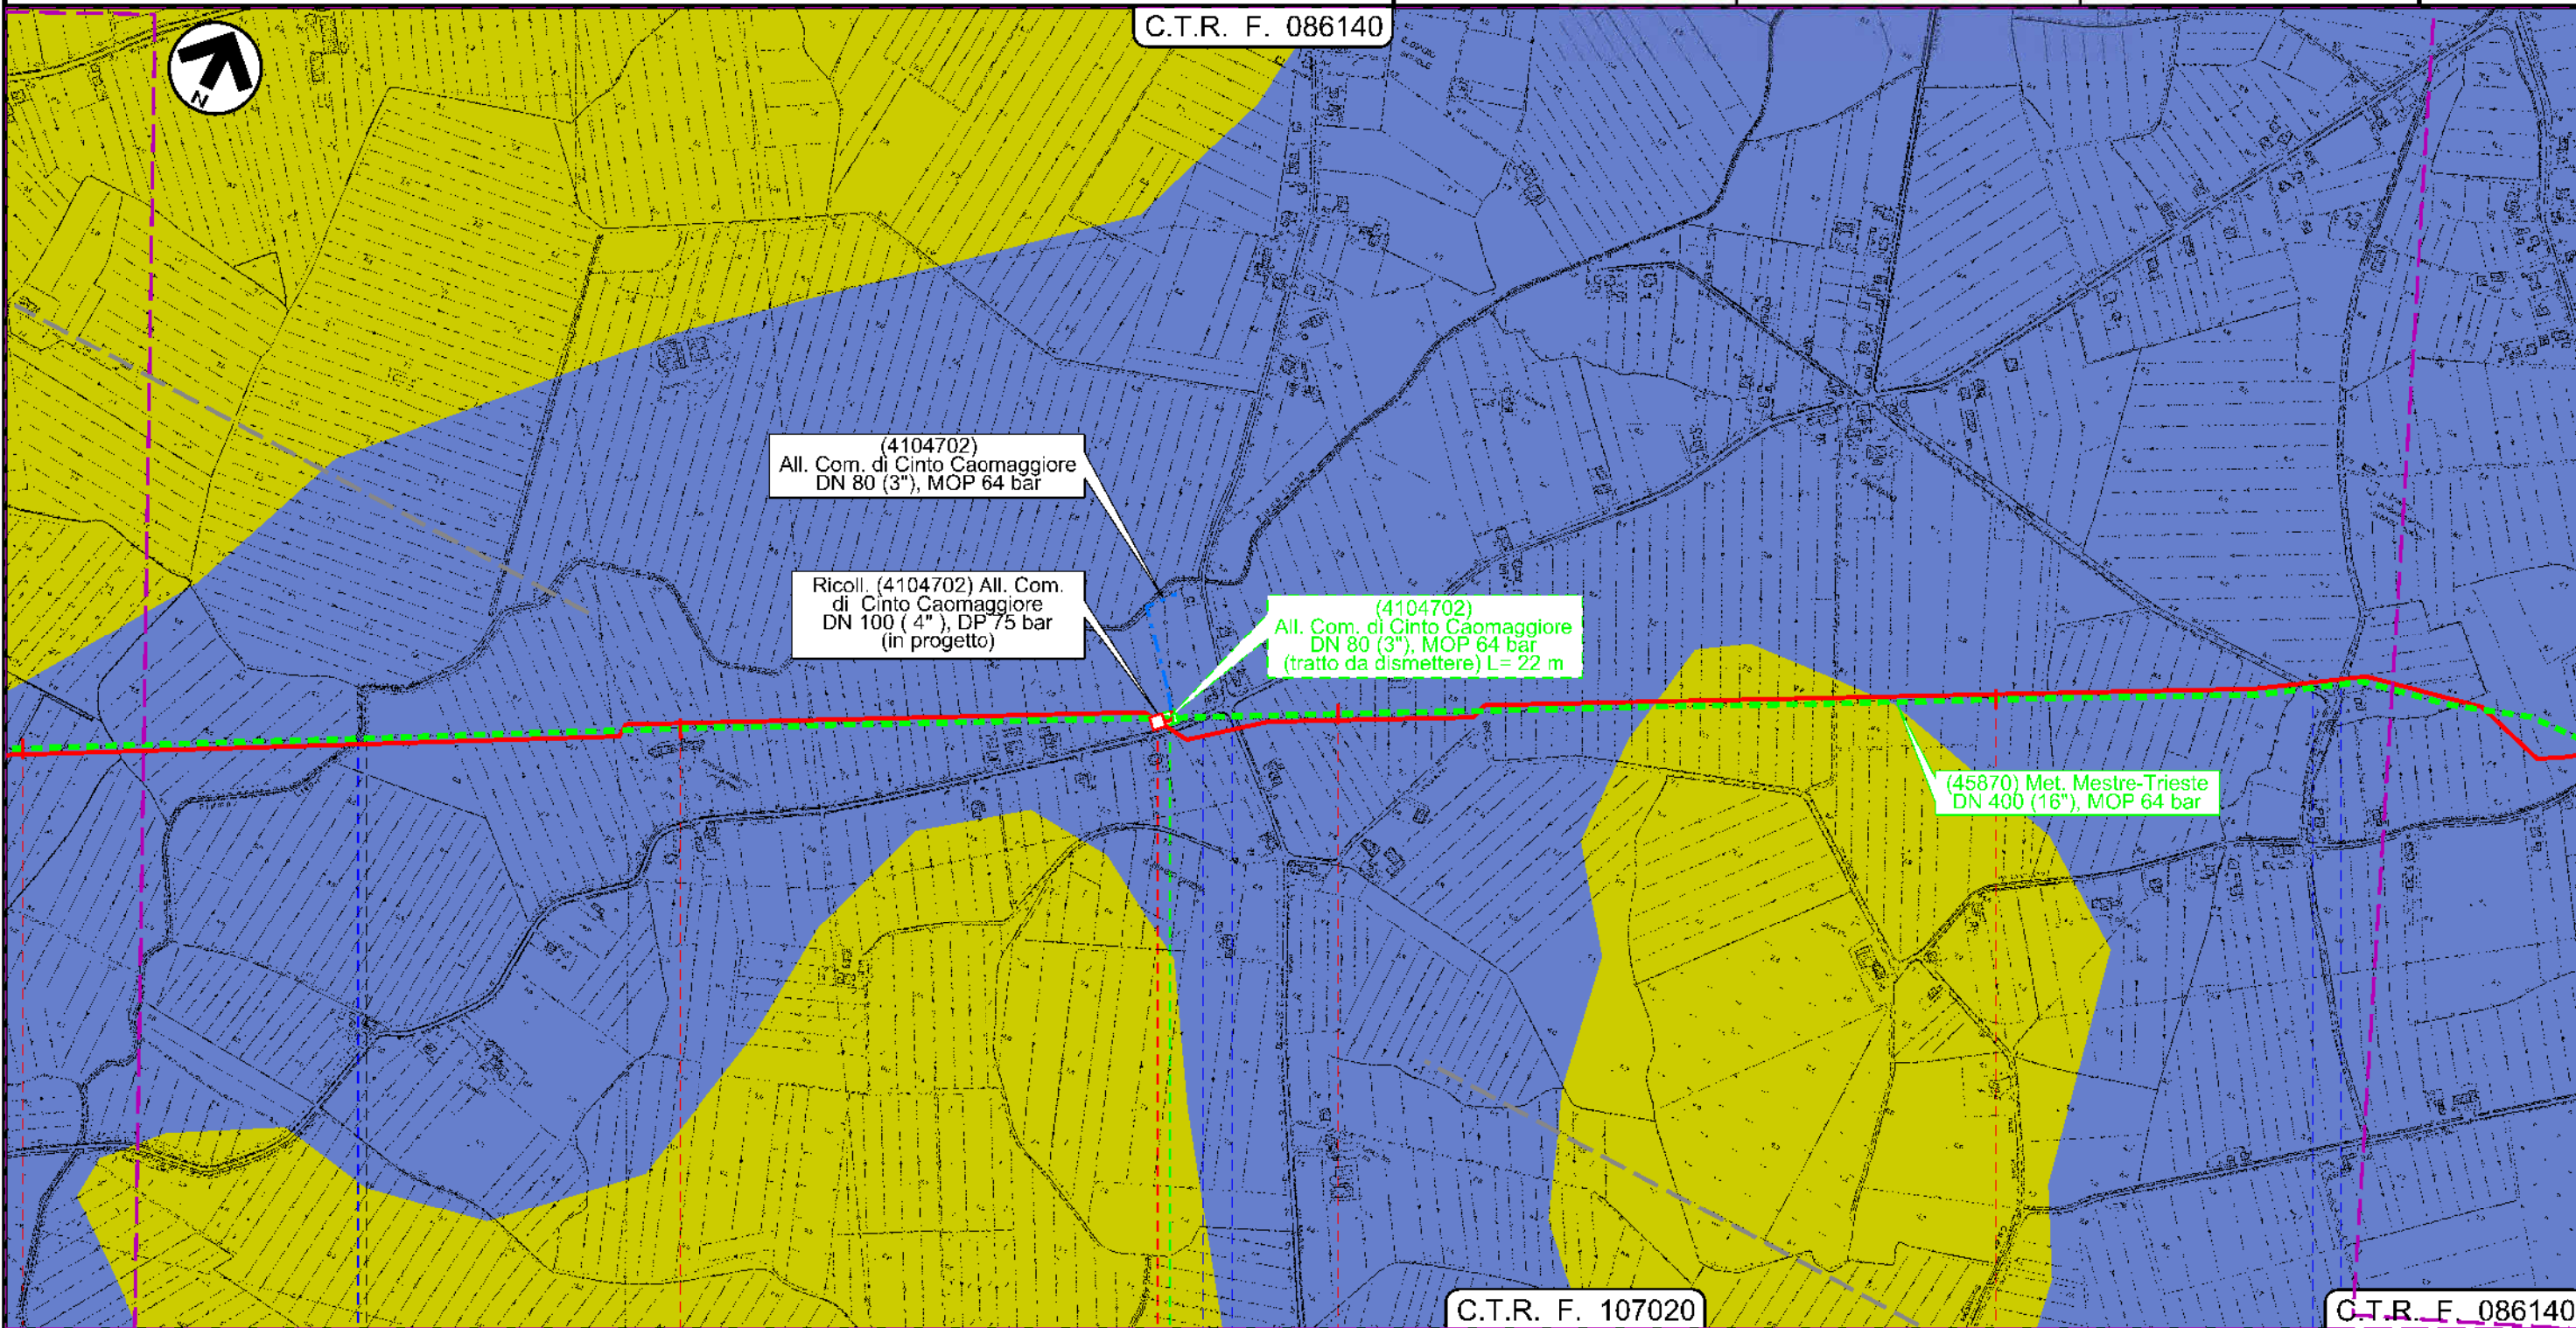 C.T.R. F. 086140
N
(4104702)
All. Com. di Cinto Caomaggiore
DN 80 (3"), MOP 64 bar
Ricoll. (4104702) All. Com.
di Cinto Caomaggiore
DN 100 ( 4" ), DP 75 bar
(in progetto)
(4104702)
All. Com. di Cinto Caomaggiore
DN 80 (3"), MOP 64 bar
(tratto da dismettere) L= 22 m
(45870) Met. Mestre-Trieste
DN 400 (16"), MOP 64 bar
C.T.R. F. 107020
C.T.R. F. 086140